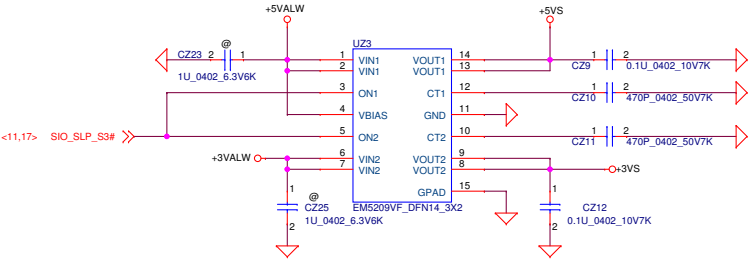 +5VALW
+5VS
UZ3
CZ23 2 @ 1
1U_0402_6.3V6K
1 VIN1
2 VIN1
3 ON1
4 VBIAS
5 ON2
6 VIN2
7 VIN2
VOUT1 14
VOUT1 13
CT1 12
GND 11
CT2 10
VOUT2 9
VOUT2 8
GPAD 15
EM5209VF_DFN14_3X2
1 2
CZ9 0.1U_0402_10V7K
1 2
CZ10 470P_0402_50V7K
1 2
CZ11 470P_0402_50V7K
<11,17> SIO_SLP_S3#
+3VALW
+3VS
1 @
CZ25
1U_0402_6.3V6K
2
1
CZ12
0.1U_0402_10V7K
2